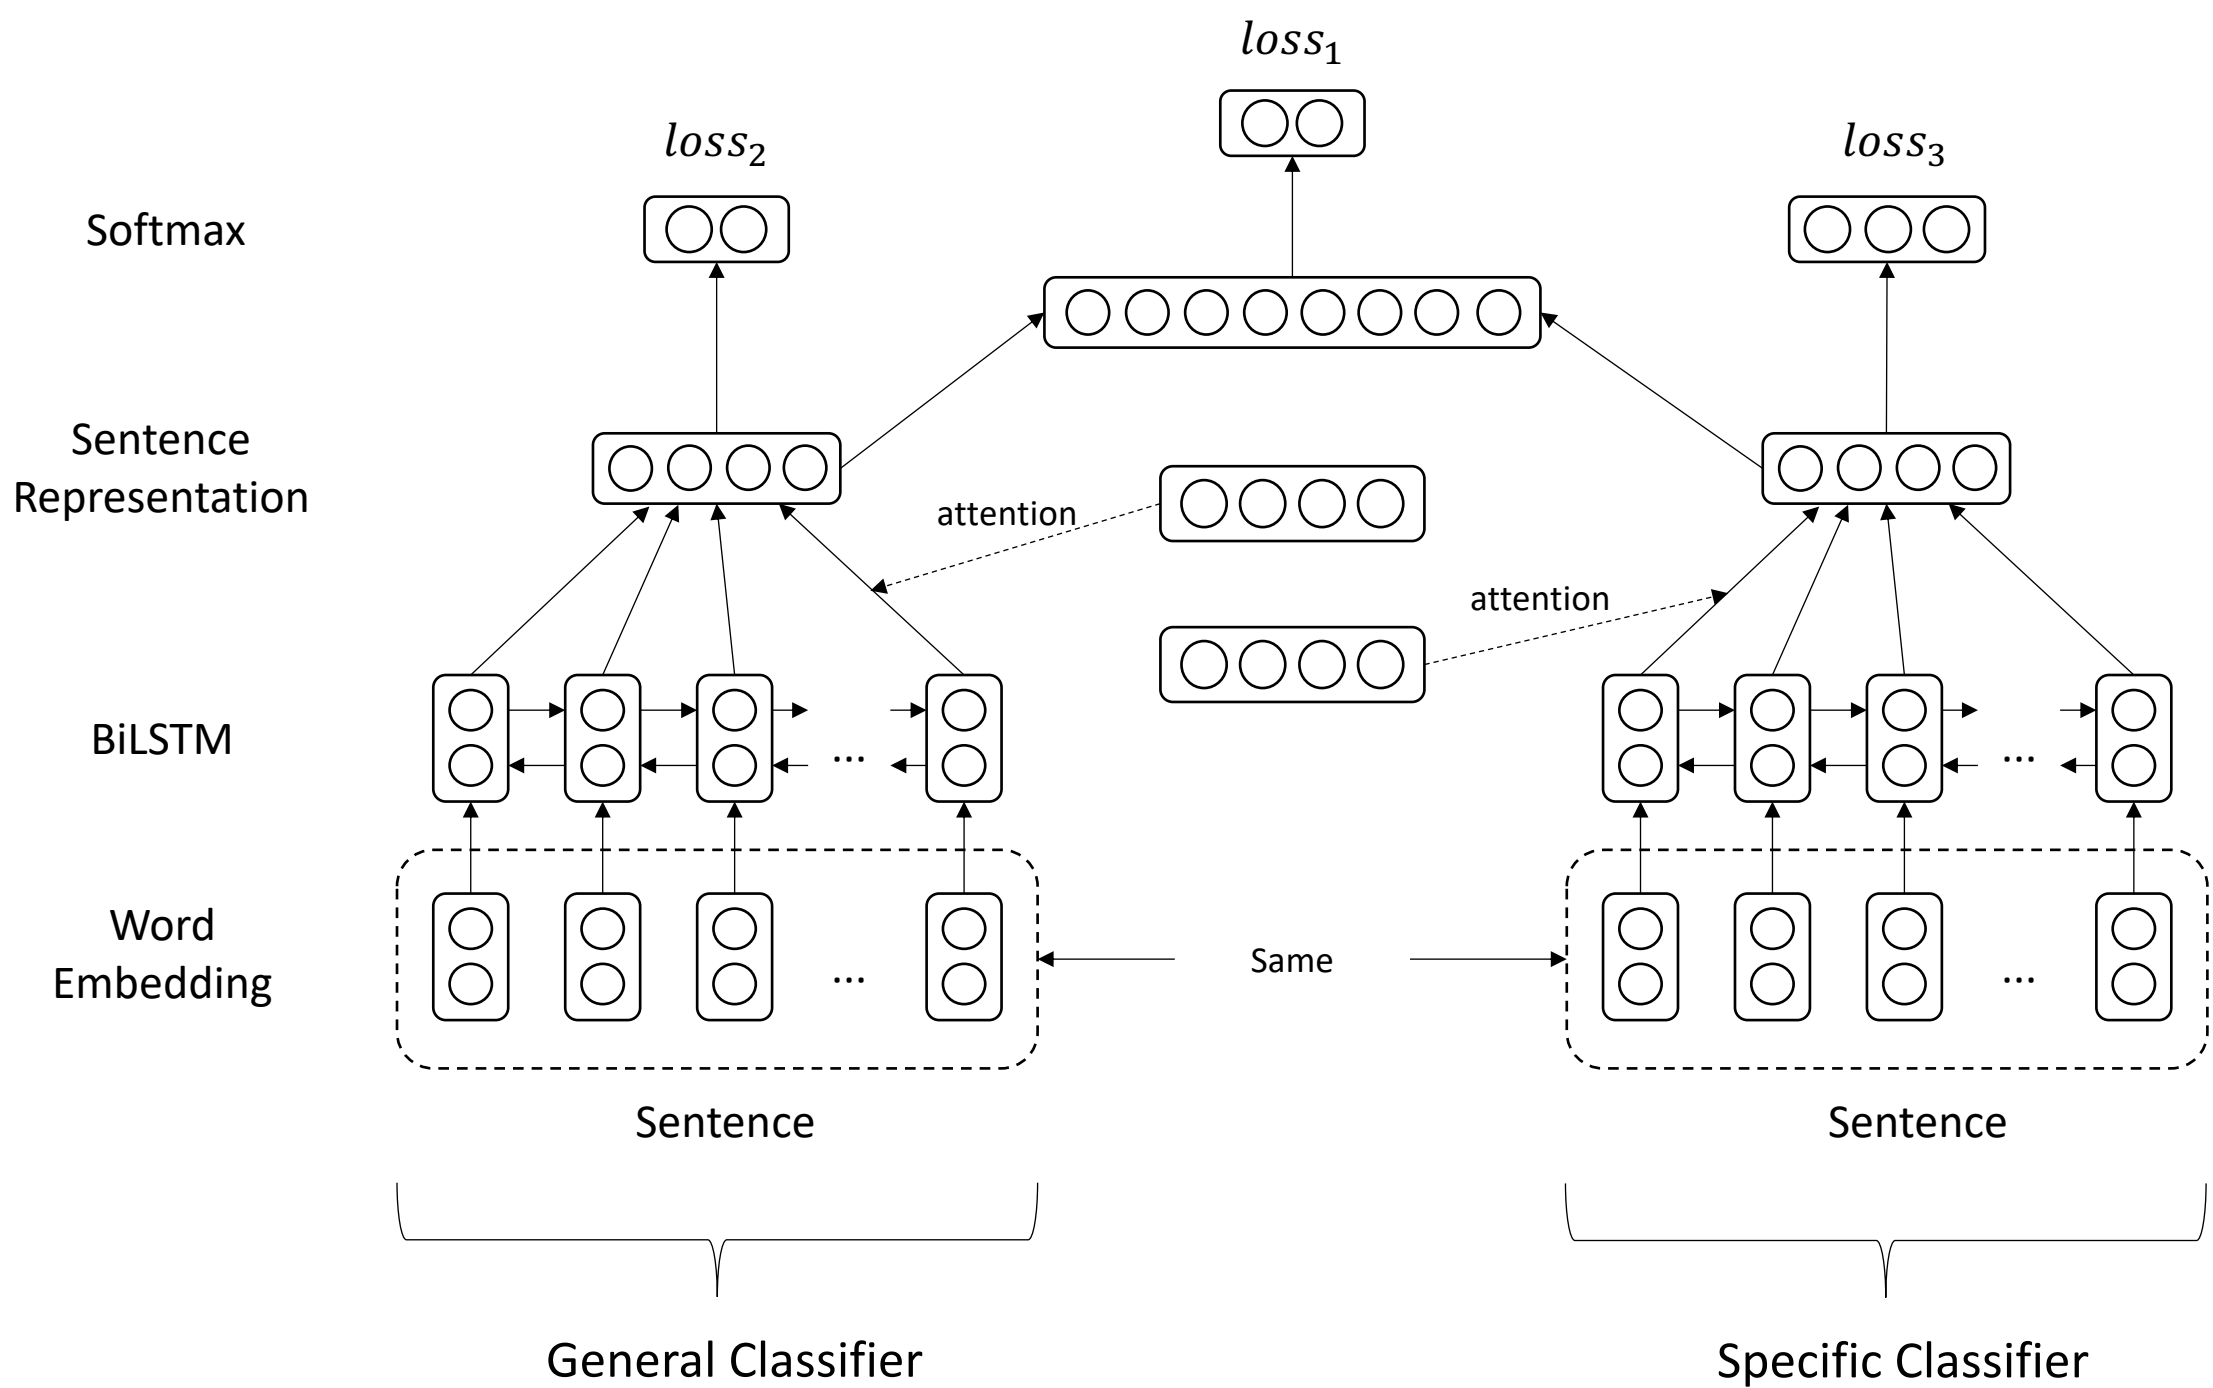 loss₁
loss₂
loss₃
Softmax
Sentence
Representation
attention
attention
BiLSTM
...
...
Word
Embedding
...
Same
...
Sentence
Sentence
General Classifier
Specific Classifier